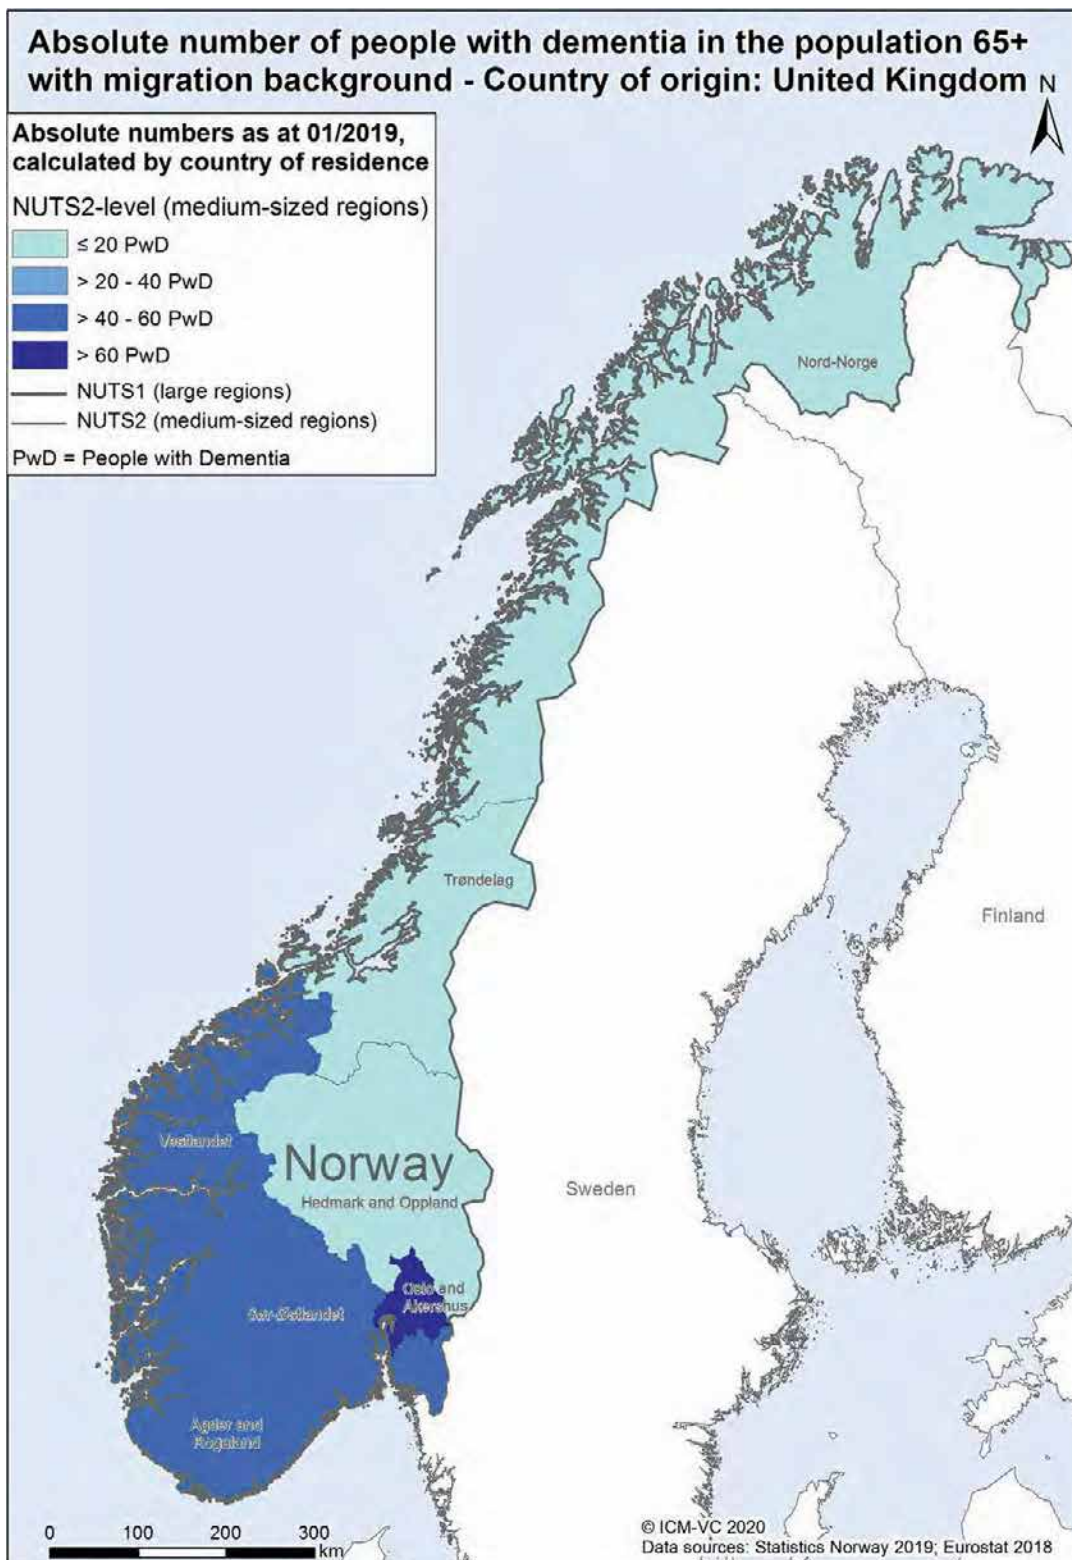 Absolute number of people with dementia in the population 65+
with migration background - Country of origin: United Kingdom
N
Absolute numbers as at 01/2019,
calculated by country of residence
NUTS2-level (medium-sized regions)
≤ 20 PwD
> 20 - 40 PwD
> 40 - 60 PwD
> 60 PwD
NUTS1 (large regions)
NUTS2 (medium-sized regions)
PwD = People with Dementia
Nord-Norge
Trøndelag
Finland
Vestlandet
Norway
Sweden
Hedmark and Oppland
Oslo and
Akershus
Sør-Østlandet
Agder and
Rogaland
0 100 200 300
km
© ICM-VC 2020
Data sources: Statistics Norway 2019; Eurostat 2018